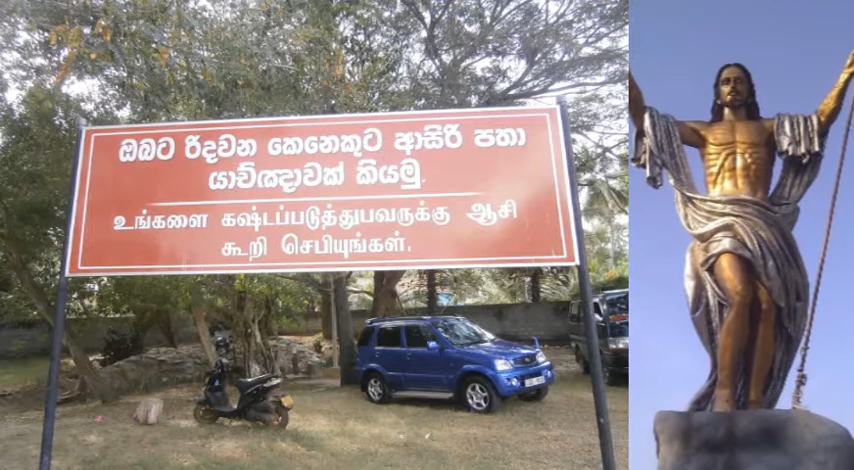 ඔබට රිදවන කෙනෙකුට ආසිරි පතා
යාච්ඤාවක් කියමු.
உங்களை கஷ்டப்படுத்துபவருக்கு ஆசி
கூறி செபியுங்கள்.